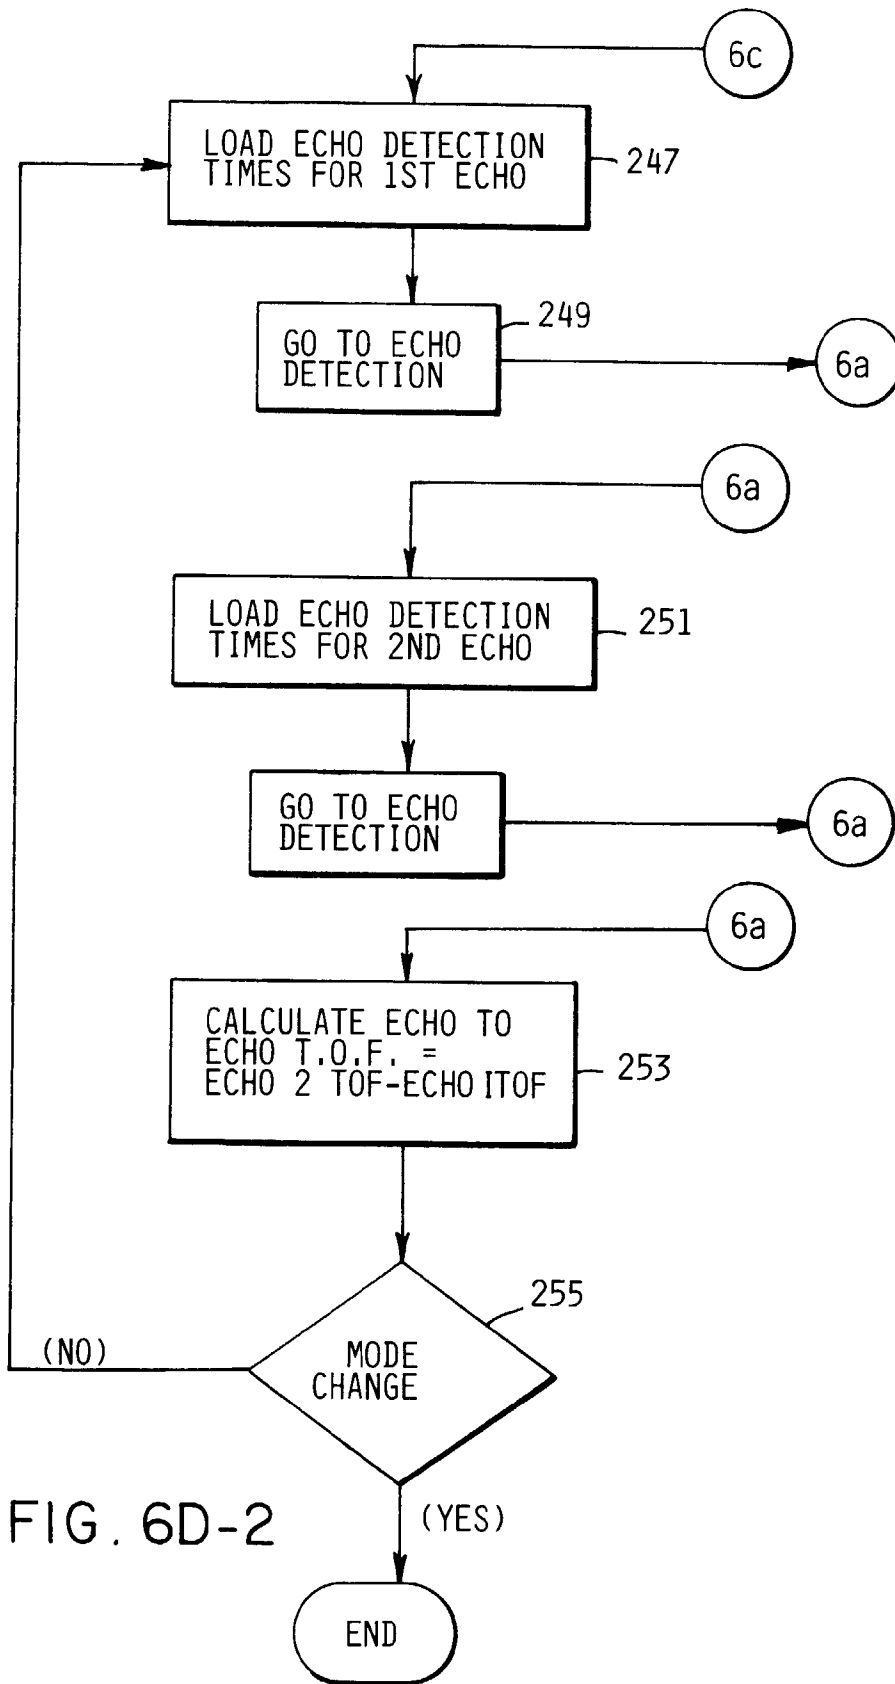 6c
LOAD ECHO DETECTION
TIMES FOR 1ST ECHO
247
249
GO TO ECHO
DETECTION
6a
6a
LOAD ECHO DETECTION
TIMES FOR 2ND ECHO
251
GO TO ECHO
DETECTION
6a
6a
CALCULATE ECHO TO
ECHO T.O.F. =
ECHO 2 TOF-ECHO ITOF
253
255
(NO)
MODE
CHANGE
FIG. 6D-2
(YES)
END